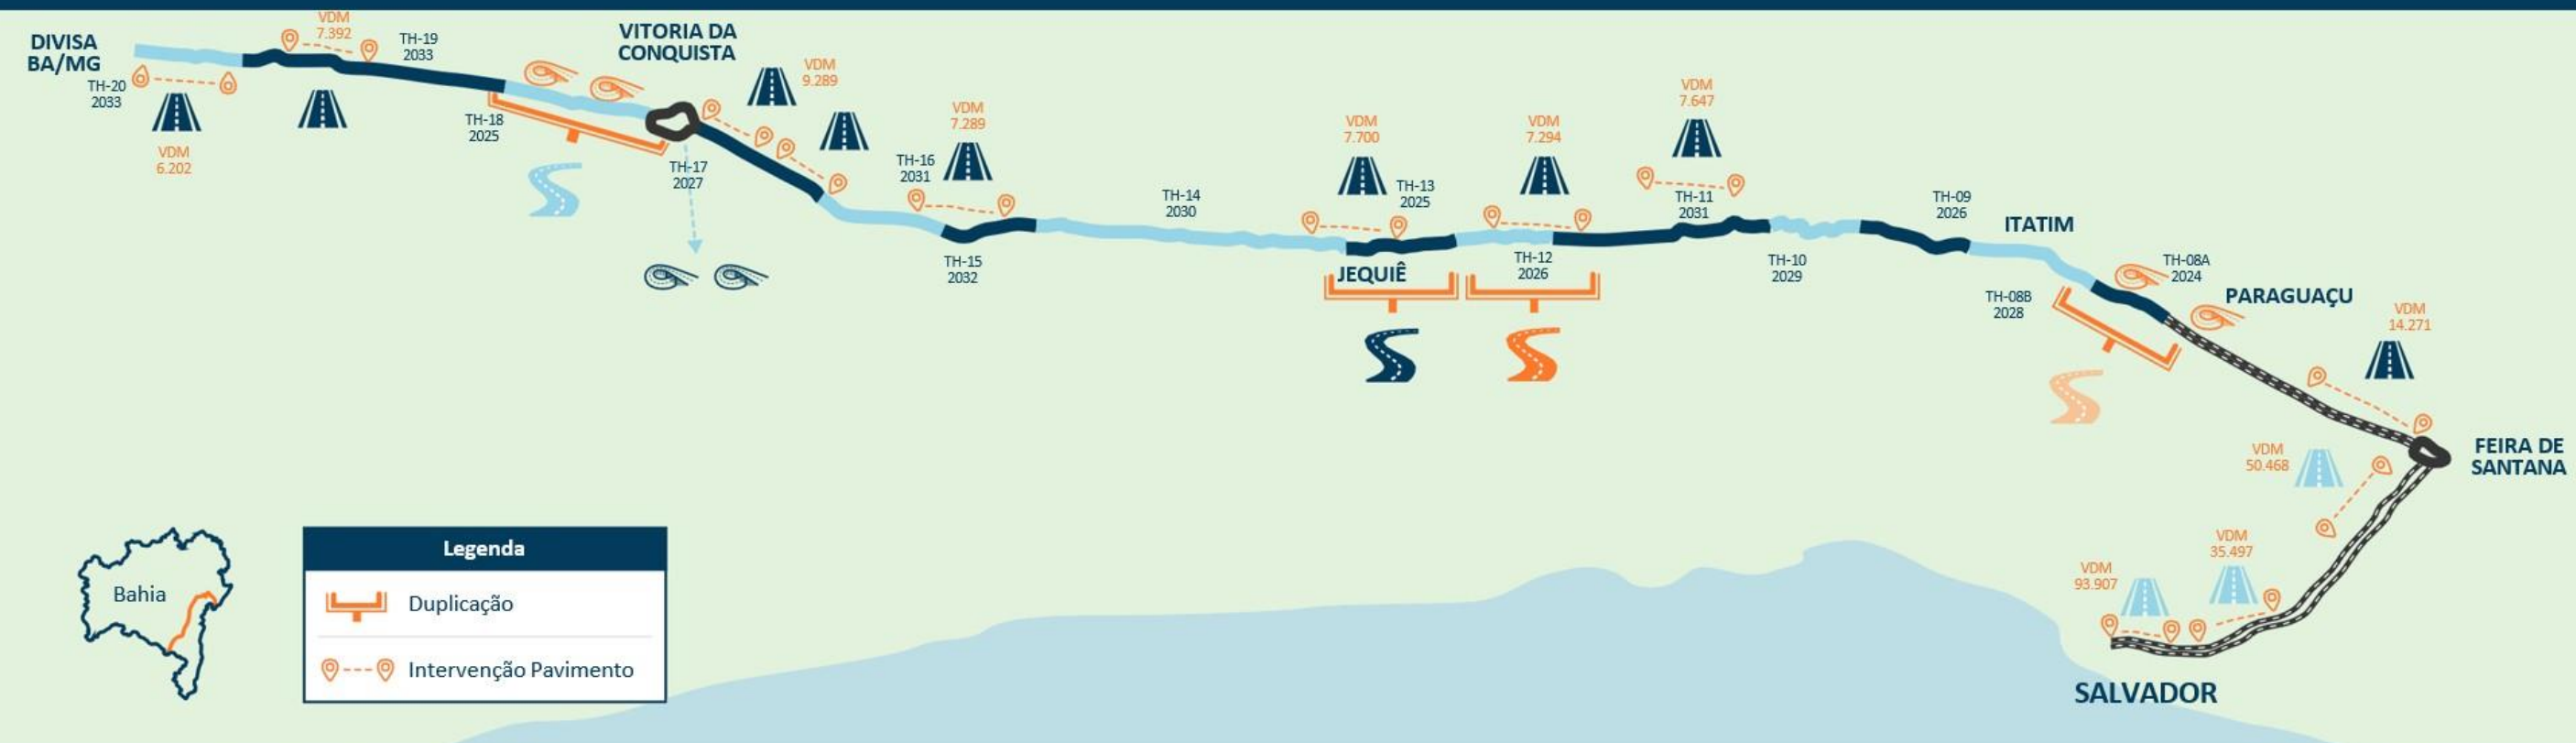 DIVISA
BA/MG
TH-20
2033
VDM
6.202
VDM
7.392
TH-19
2033
TH-18
2025
VITORIA DA
CONQUISTA
TH-17
2027
VDM
9.289
TH-16
2031
VDM
7.289
TH-15
2032
TH-14
2030
VDM
7.700
TH-13
2025
JEQUIÊ
VDM
7.294
TH-12
2026
VDM
7.647
TH-11
2031
TH-10
2029
TH-09
2026
ITATIM
TH-08B
2028
TH-08A
2024
PARAGUAÇU
VDM
14.271
FEIRA DE
SANTANA
VDM
50.468
VDM
35.497
VDM
93.907
SALVADOR
Bahia
Legenda
Duplicação
Intervenção Pavimento